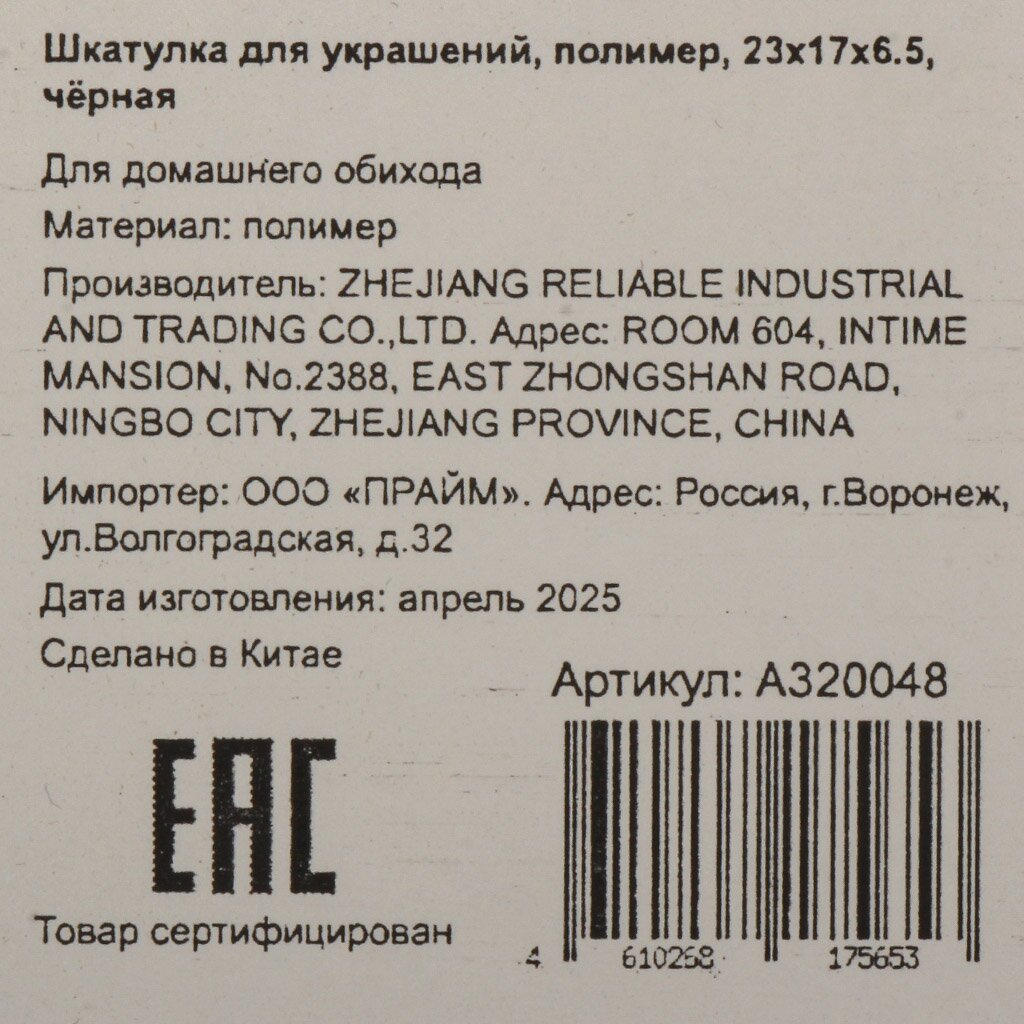 Шкатулка для украшений, полимер, 23х17х6.5,
чёрная
Для домашнего обихода
Материал: полимер
Производитель: ZHEJIANG RELIABLE INDUSTRIAL
AND TRADING CO.,LTD. Адрес: ROOM 604, INTIME
MANSION, No.2388, EAST ZHONGSHAN ROAD,
NINGBO CITY, ZHEJIANG PROVINCE, CHINA
Импортер: ООО «ПРАЙМ». Адрес: Россия, г.Воронеж,
ул.Волгоградская, д.32
Дата изготовления: апрель 2025
Сделано в Китае
Артикул: А320048
ЕАС
Товар сертифицирован
4 610268 175653